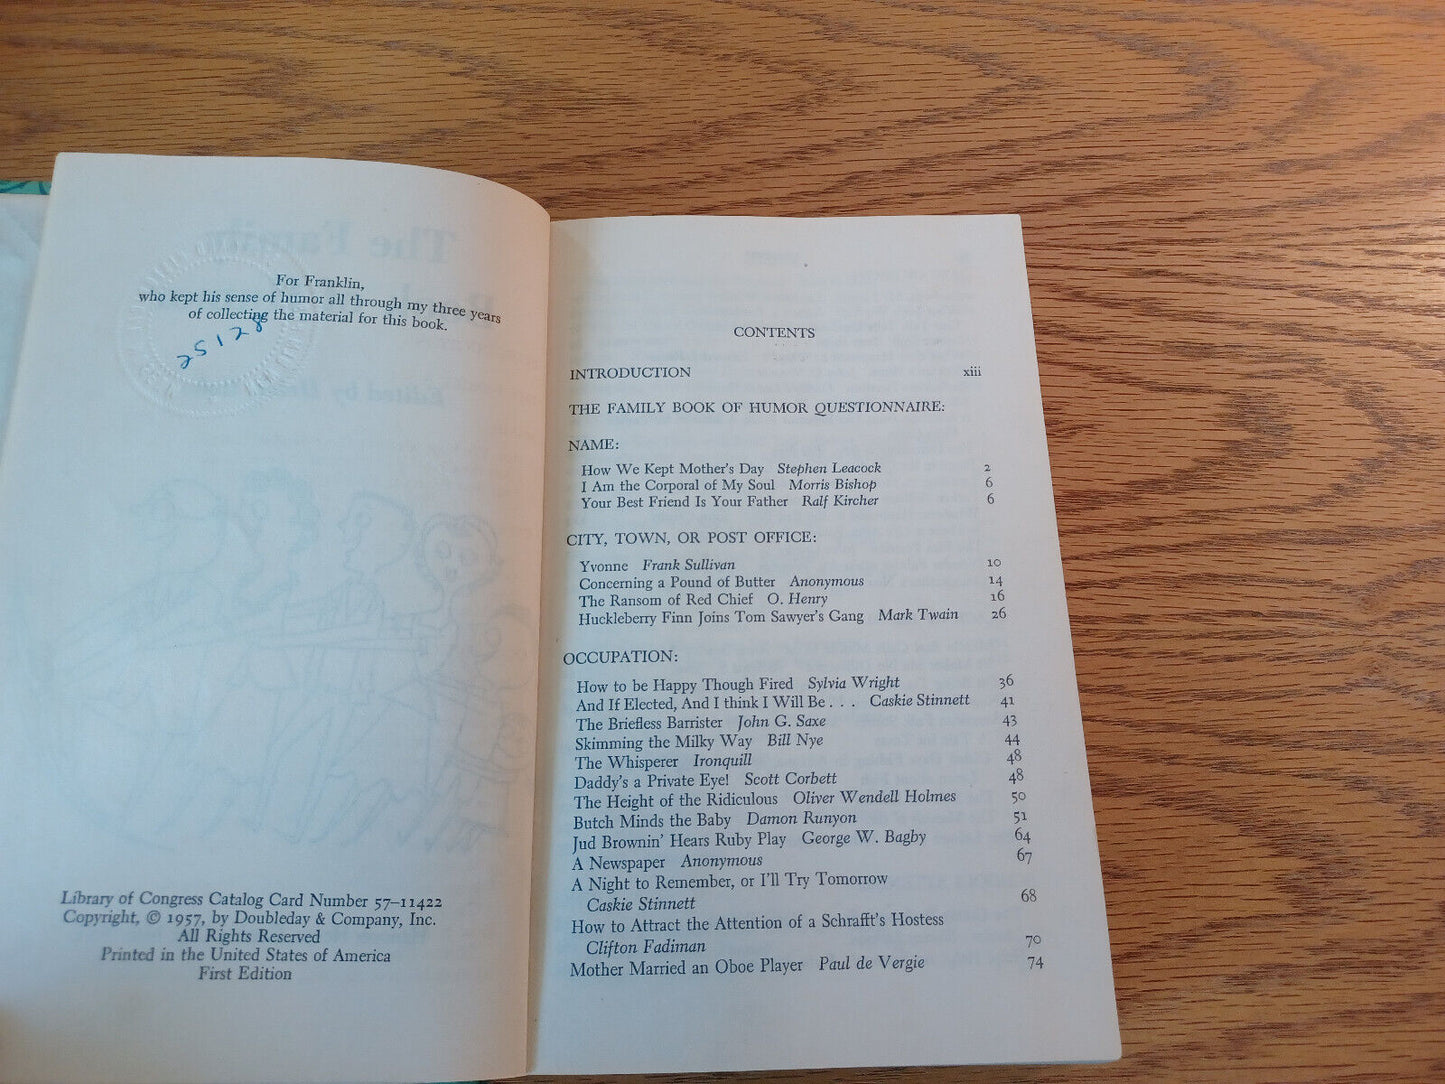 For Franklin,
who kept his sense of humor all through my three years
of collecting the material for this book.
25128
Library of Congress Catalog Card Number 57–11422
Copyright, © 1957, by Doubleday & Company, Inc.
All Rights Reserved
Printed in the United States of America
First Edition
CONTENTS
INTRODUCTION xiii
THE FAMILY BOOK OF HUMOR QUESTIONNAIRE:
NAME:
How We Kept Mother's Day Stephen Leacock 2
I Am the Corporal of My Soul Morris Bishop 6
Your Best Friend Is Your Father Ralf Kircher 6
CITY, TOWN, OR POST OFFICE:
Yvonne Frank Sullivan 10
Concerning a Pound of Butter Anonymous 14
The Ransom of Red Chief O. Henry 16
Huckleberry Finn Joins Tom Sawyer's Gang Mark Twain 26
OCCUPATION:
How to be Happy Though Fired Sylvia Wright 36
And If Elected, And I think I Will Be . . . Caskie Stinnett 41
The Briefless Barrister John G. Saxe 43
Skimming the Milky Way Bill Nye 44
The Whisperer Ironquill 48
Daddy's a Private Eye! Scott Corbett 48
The Height of the Ridiculous Oliver Wendell Holmes 50
Butch Minds the Baby Damon Runyon 51
Jud Brownin' Hears Ruby Play George W. Bagby 64
A Newspaper Anonymous 67
A Night to Remember, or I'll Try Tomorrow
Caskie Stinnett 68
How to Attract the Attention of a Schrafft's Hostess
Clifton Fadiman 70
Mother Married an Oboe Player Paul de Vergie 74